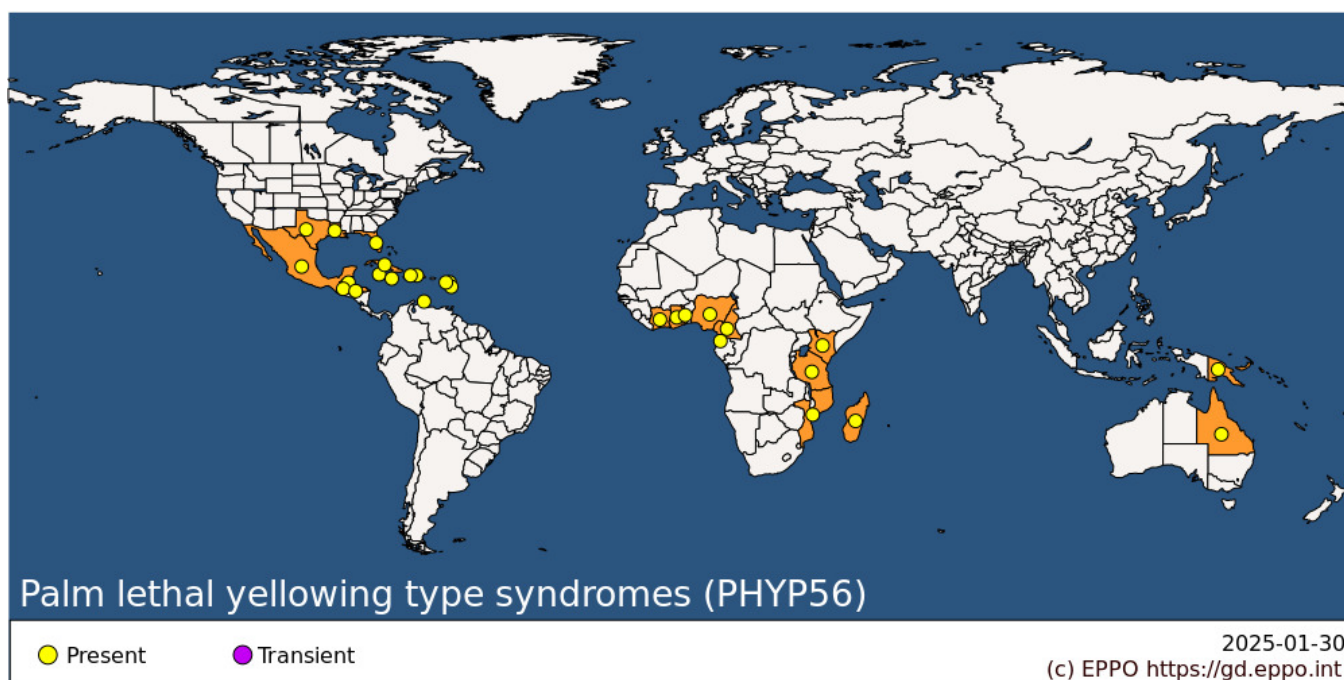 Palm lethal yellowing type syndromes (PHYP56)
Present
Transient
2025-01-30
(c) EPPO https://gd.eppo.int